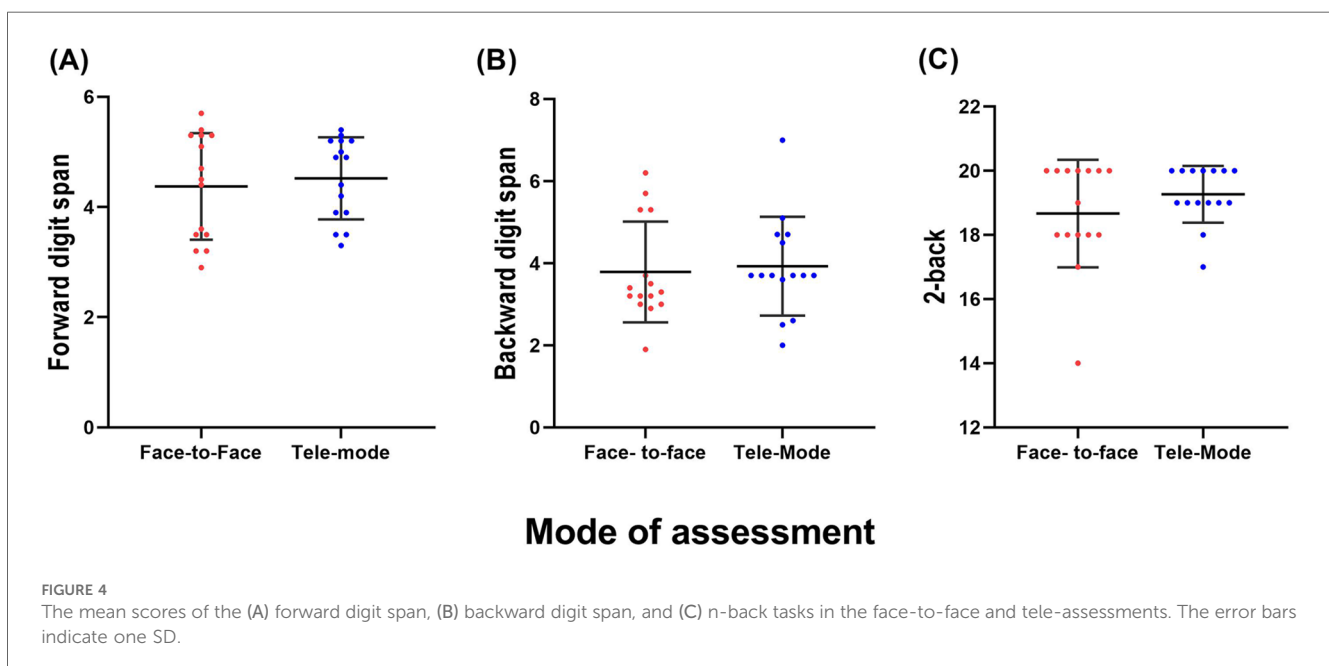 (A)
Forward digit span
6
4
2
0
Face-to-Face Tele-mode
(B)
Backward digit span
8
6
4
2
0
Face- to-face Tele-Mode
(C)
2-back
22
20
18
16
14
12
Face- to-face Tele-Mode
Mode of assessment
FIGURE 4
The mean scores of the (A) forward digit span, (B) backward digit span, and (C) n-back tasks in the face-to-face and tele-assessments. The error bars
indicate one SD.